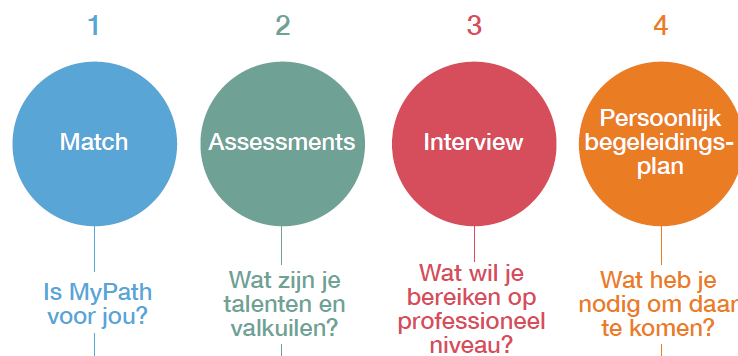 1
2
3
4
Match
Assessments
Interview
Persoonlijk
begeleidings-
plan
Is MyPath
voor jou?
Wat zijn je
talenten en
valkuilen?
Wat wil je
bereiken op
professioneel
niveau?
Wat heb je
nodig om daar
te komen?